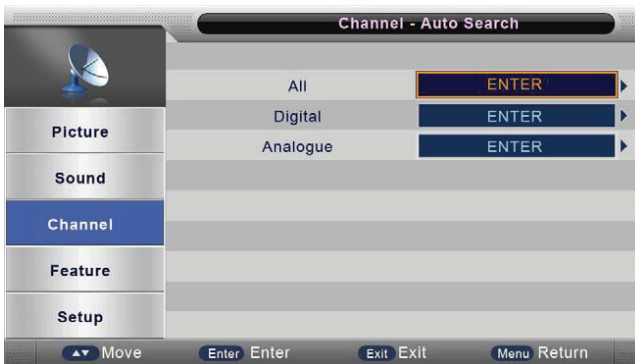 Channel - Auto Search
All ENTER
Digital ENTER
Analogue ENTER
Picture
Sound
Channel
Feature
Setup
Move Enter Enter Exit Exit Menu Return